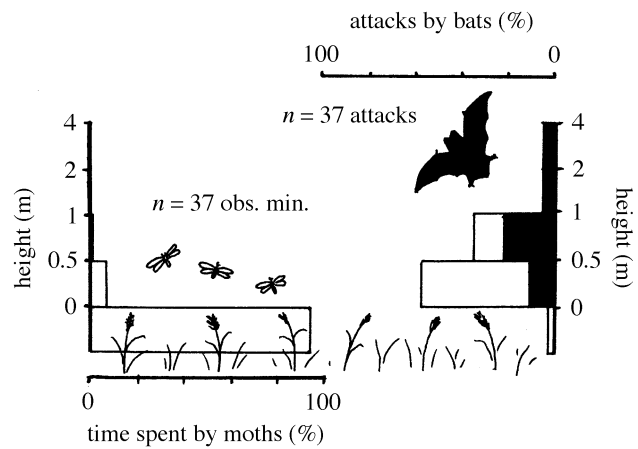 attacks by bats (%)
100 0
n = 37 attacks
4 4
2 2
n = 37 obs. min.
1 1
height (m) height (m)
0.5 0.5
0 0
0 100
time spent by moths (%)